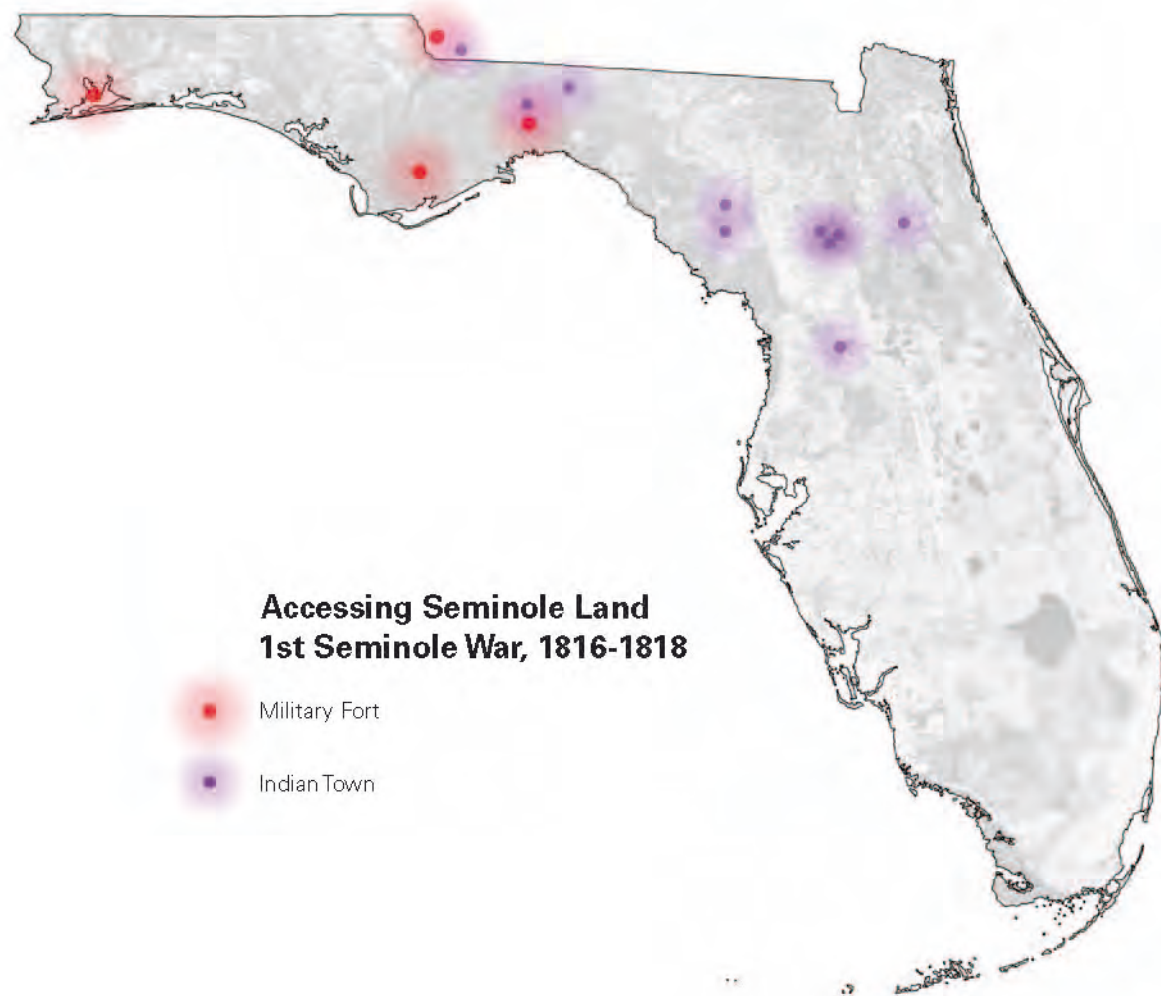 Accessing Seminole Land
1st Seminole War, 1816-1818
Military Fort
Indian Town